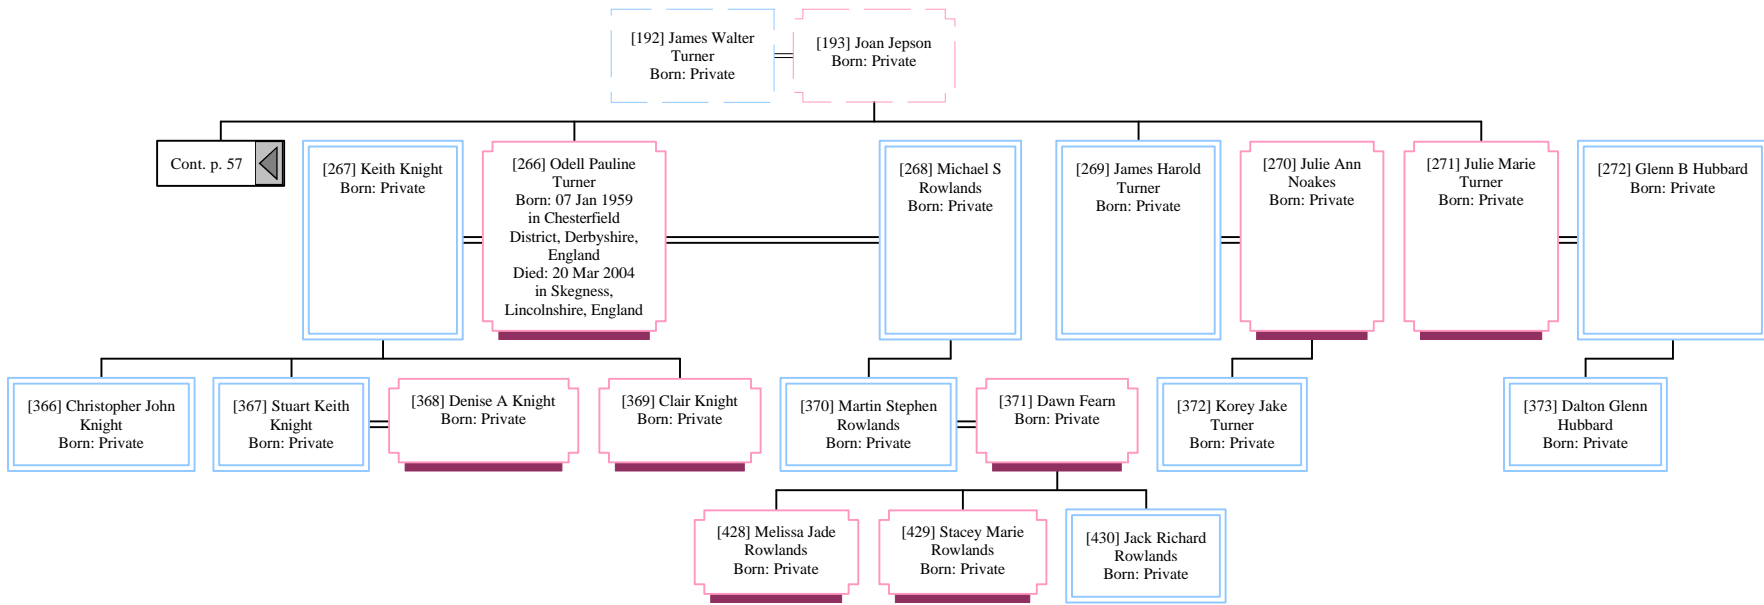 [192] James Walter
Turner
Born: Private
[193] Joan Jepson
Born: Private
Cont. p. 57
[267] Keith Knight
Born: Private
[266] Odell Pauline
Turner
Born: 07 Jan 1959
in Chesterfield
District, Derbyshire,
England
Died: 20 Mar 2004
in Skegness,
Lincolnshire, England
[268] Michael S
Rowlands
Born: Private
[269] James Harold
Turner
Born: Private
[270] Julie Ann
Noakes
Born: Private
[271] Julie Marie
Turner
Born: Private
[272] Glenn B Hubbard
Born: Private
[366] Christopher John
Knight
Born: Private
[367] Stuart Keith
Knight
Born: Private
[368] Denise A Knight
Born: Private
[369] Clair Knight
Born: Private
[370] Martin Stephen
Rowlands
Born: Private
[371] Dawn Fearn
Born: Private
[372] Korey Jake
Turner
Born: Private
[373] Dalton Glenn
Hubbard
Born: Private
[428] Melissa Jade
Rowlands
Born: Private
[429] Stacey Marie
Rowlands
Born: Private
[430] Jack Richard
Rowlands
Born: Private